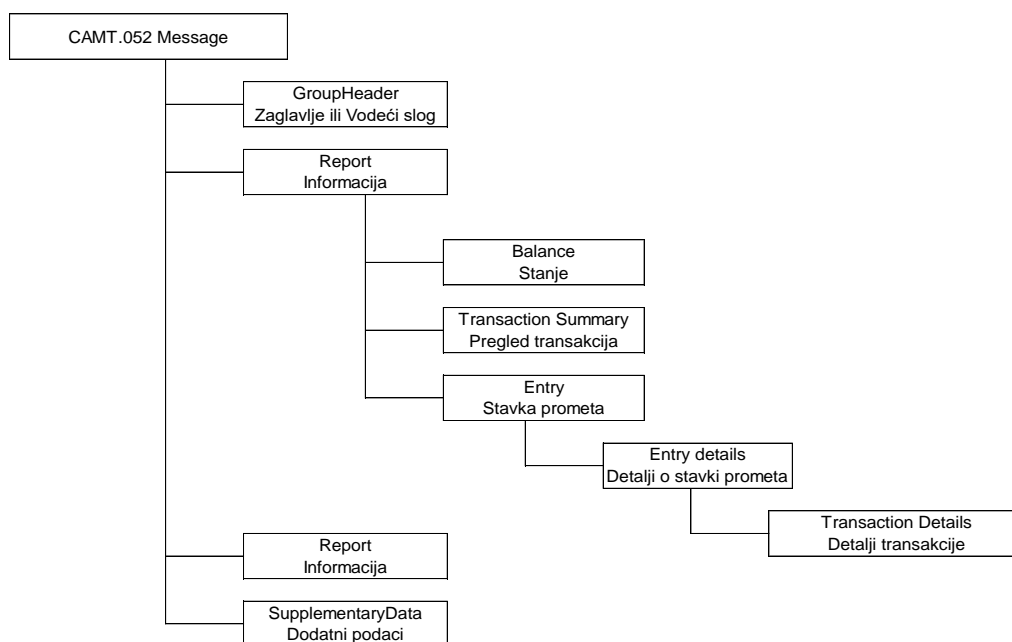 CAMT.052 Message
GroupHeader
Zaglavlje ili Vodeći slog
Report
Informacija
Balance
Stanje
Transaction Summary
Pregled transakcija
Entry
Stavka prometa
Entry details
Detalji o stavki prometa
Transaction Details
Detalji transakcije
Report
Informacija
SupplementaryData
Dodatni podaci